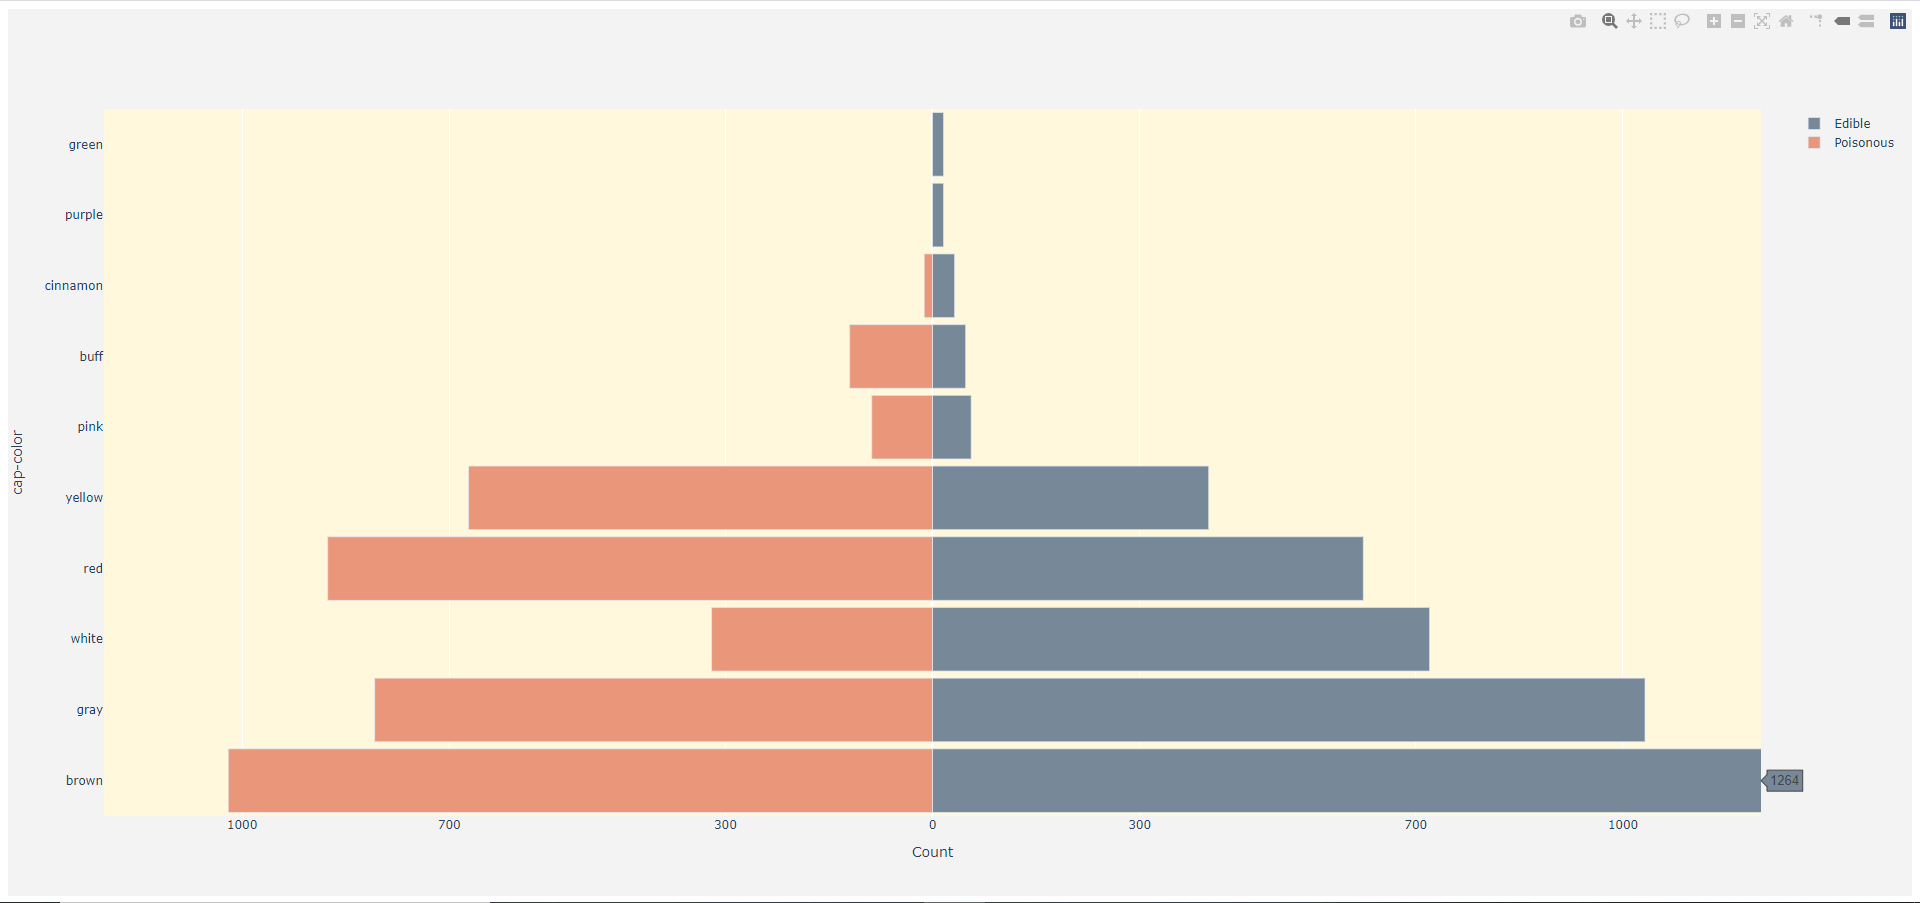 Edible
Poisonous
green
purple
cinnamon
buff
pink
yellow
red
white
gray
brown
cap-color
1264
1000 700 300 0 300 700 1000
Count